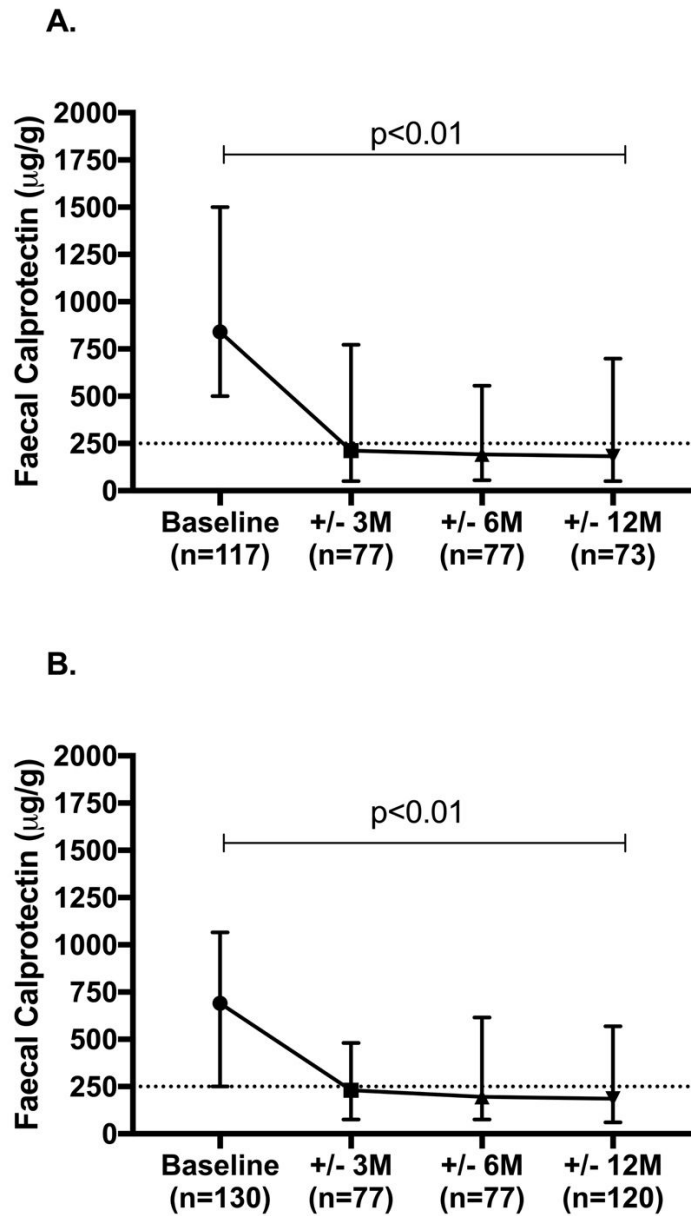 A.
p<0.01
Faecal Calprotectin (µg/g)
2000
1750
1500
1250
1000
750
500
250
0
Baseline +/- 3M +/- 6M +/- 12M
(n=117) (n=77) (n=77) (n=73)
B.
p<0.01
Faecal Calprotectin (µg/g)
2000
1750
1500
1250
1000
750
500
250
0
Baseline +/- 3M +/- 6M +/- 12M
(n=130) (n=77) (n=77) (n=120)